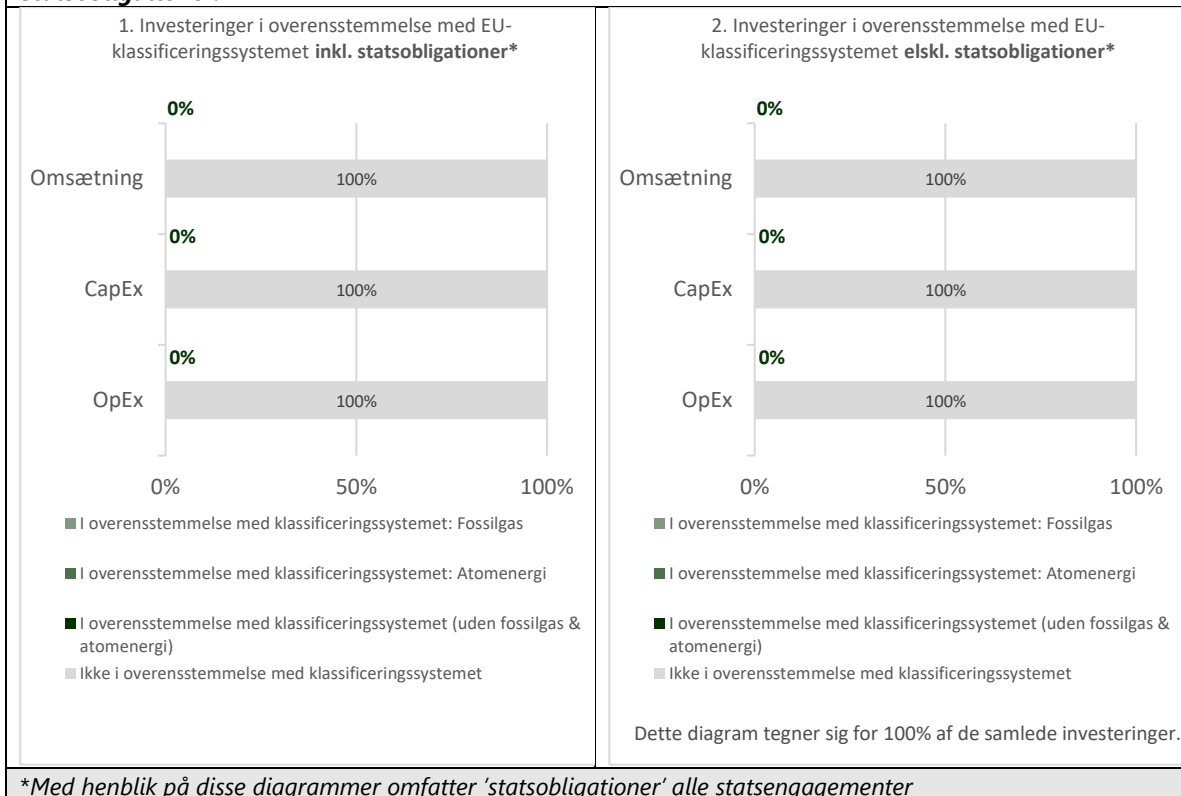 1. Investeringer i overensstemmelse med EU-
klassificeringssystemet inkl. statsobligationer*
0%
Omsætning 100%
0%
CapEx 100%
0%
OpEx 100%
0% 50% 100%
I overensstemmelse med klassificeringssystemet: Fossilgas
I overensstemmelse med klassificeringssystemet: Atomenergi
I overensstemmelse med klassificeringssystemet (uden fossilgas &
atomenergi)
Ikke i overensstemmelse med klassificeringssystemet
2. Investeringer i overensstemmelse med EU-
klassificeringssystemet elskl. statsobligationer*
0%
Omsætning 100%
0%
CapEx 100%
0%
OpEx 100%
0% 50% 100%
I overensstemmelse med klassificeringssystemet: Fossilgas
I overensstemmelse med klassificeringssystemet: Atomenergi
I overensstemmelse med klassificeringssystemet (uden fossilgas &
atomenergi)
Ikke i overensstemmelse med klassificeringssystemet
Dette diagram tegner sig for 100% af de samlede investeringer.
*Med henblik på disse diagrammer omfatter 'statsobligationer' alle statsengagementer